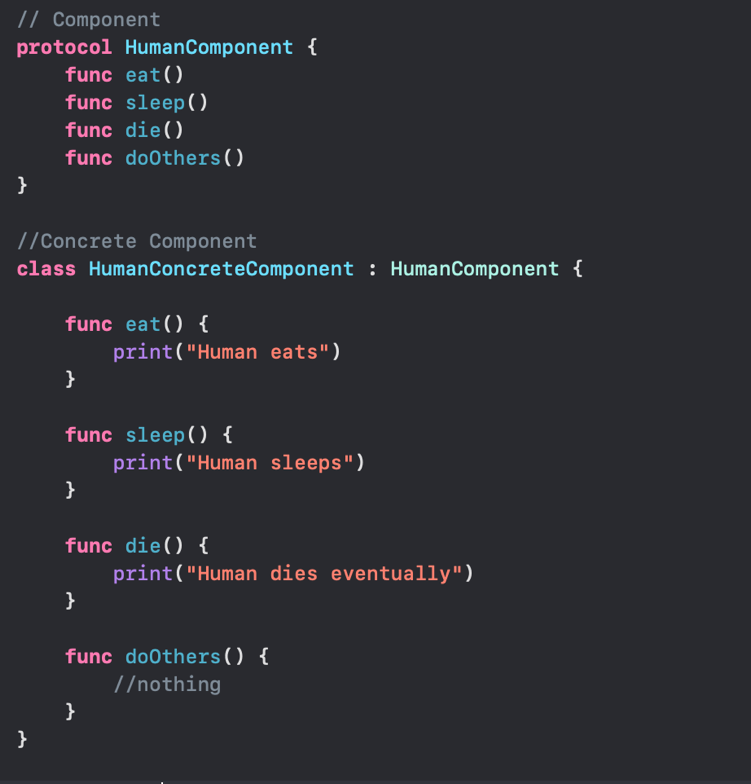 // Component
protocol HumanComponent {
    func eat()
    func sleep()
    func die()
    func doOthers()
}
//Concrete Component
class HumanConcreteComponent : HumanComponent {
    func eat() {
        print("Human eats")
    }
    func sleep() {
        print("Human sleeps")
    }
    func die() {
        print("Human dies eventually")
    }
    func doOthers() {
        //nothing
    }
}